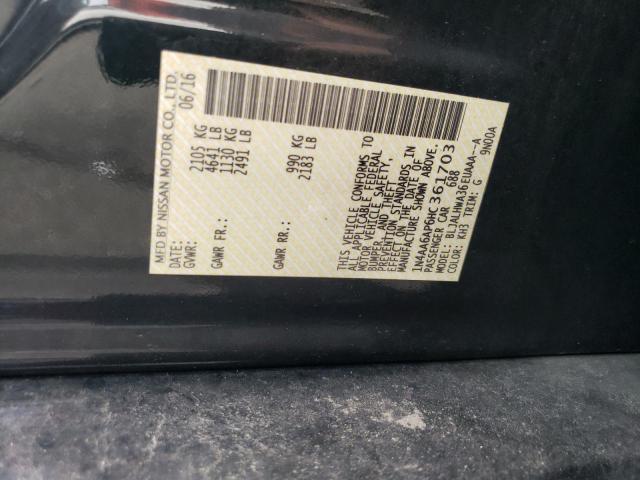 MFD BY NISSAN MOTOR CO., LTD.
DATE: 06/16
GVWR: 2105 KG
4641 LB
GAWR FR: 1130 KG
2491 LB
GAWR RR: 990 KG
2183 LB
THIS VEHICLE CONFORMS TO
ALL APPLICABLE FEDERAL
MOTOR VEHICLE SAFETY,
BUMPER, AND THEFT
PREVENTION STANDARDS IN
EFFECT ON THE DATE OF
MANUFACTURE SHOWN ABOVE.
1N4AA6APGHC361703
PASSENGER CAR 688
MODEL: BLJALHWA36EUAAA--A
COLOR: KH3 TRIM: G 9N00A